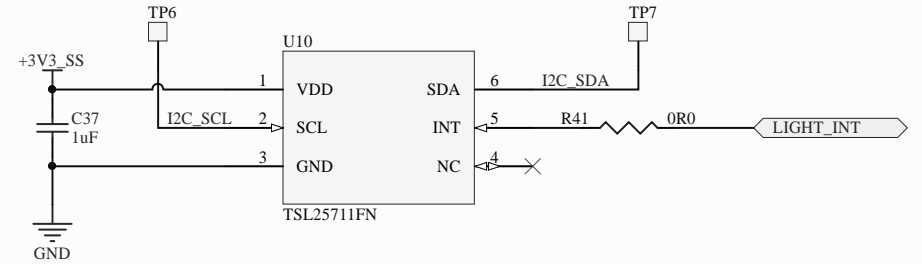 TP6
TP7
U10
+3V3_SS
1 VDD
SDA 6
I2C_SDA
C37
1uF
I2C_SCL
2 SCL
INT 5
R41
0R0
LIGHT_INT
3 GND
NC 4
TSL25711FN
GND